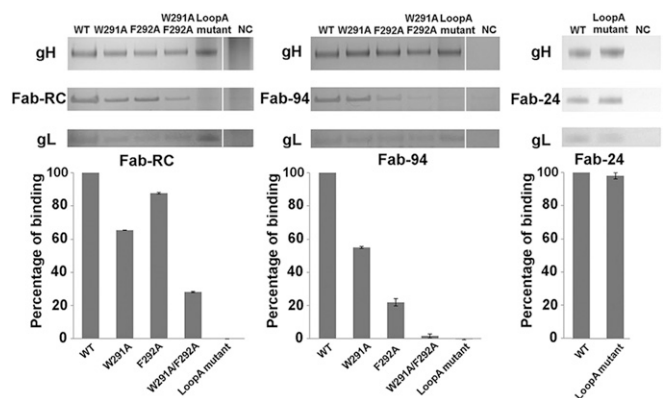 WT W291A F292A W291A F292A LoopA mutant NC
gH
Fab-RC
gL
Fab-RC
Percentage of binding
100
80
60
40
20
0
WT
W291A
F292A
W291A/F292A
LoopA mutant
WT W291A F292A W291A F292A LoopA mutant NC
gH
Fab-94
gL
Fab-94
Percentage of binding
100
80
60
40
20
0
WT
W291A
F292A
W291A/F292A
LoopA mutant
WT LoopA mutant NC
gH
Fab-24
gL
Fab-24
Percentage of binding
100
80
60
40
20
0
WT
LoopA mutant